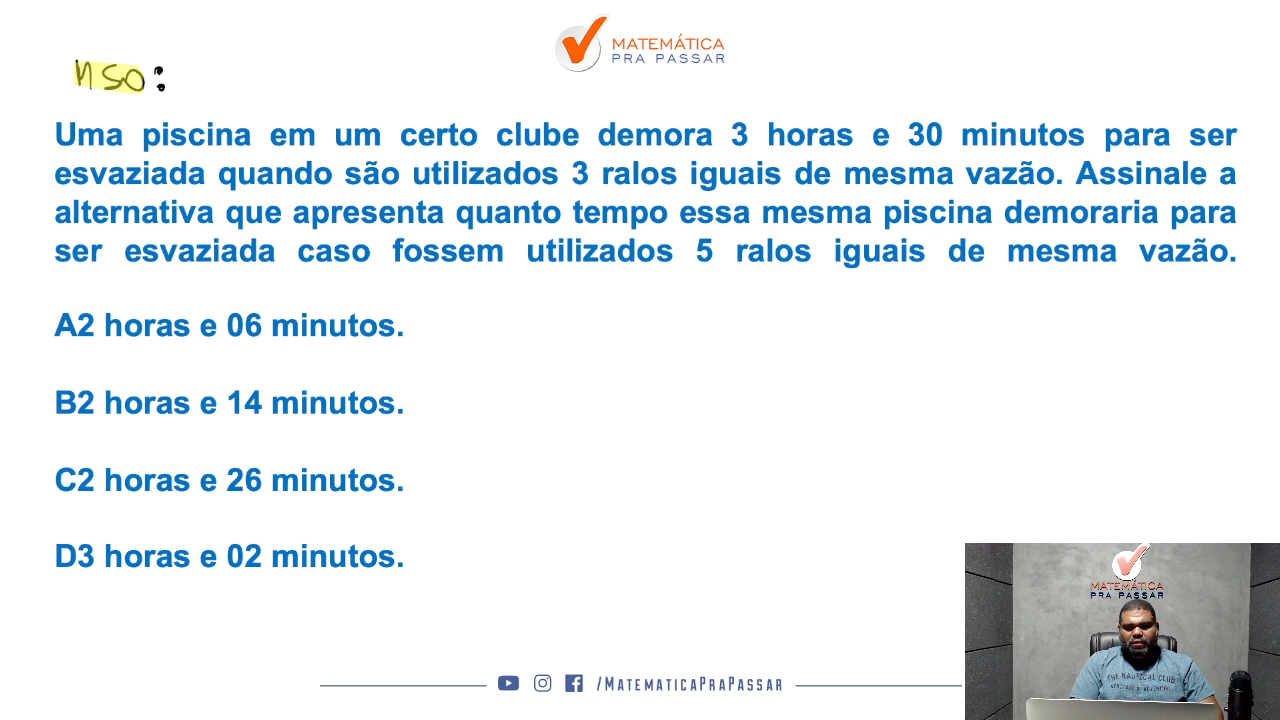 MATEMÁTICA
PRA PASSAR
Uma piscina em um certo clube demora 3 horas e 30 minutos para ser
esvaziada quando são utilizados 3 ralos iguais de mesma vazão. Assinale a
alternativa que apresenta quanto tempo essa mesma piscina demoraria para
ser esvaziada caso fossem utilizados 5 ralos iguais de mesma vazão.
A2 horas e 06 minutos.
B2 horas e 14 minutos.
C2 horas e 26 minutos.
D3 horas e 02 minutos.
MATEMÁTICA
PRA PASSAR
THE NAUTICAL CLUB
/MATEMATICAPRAPASSAR